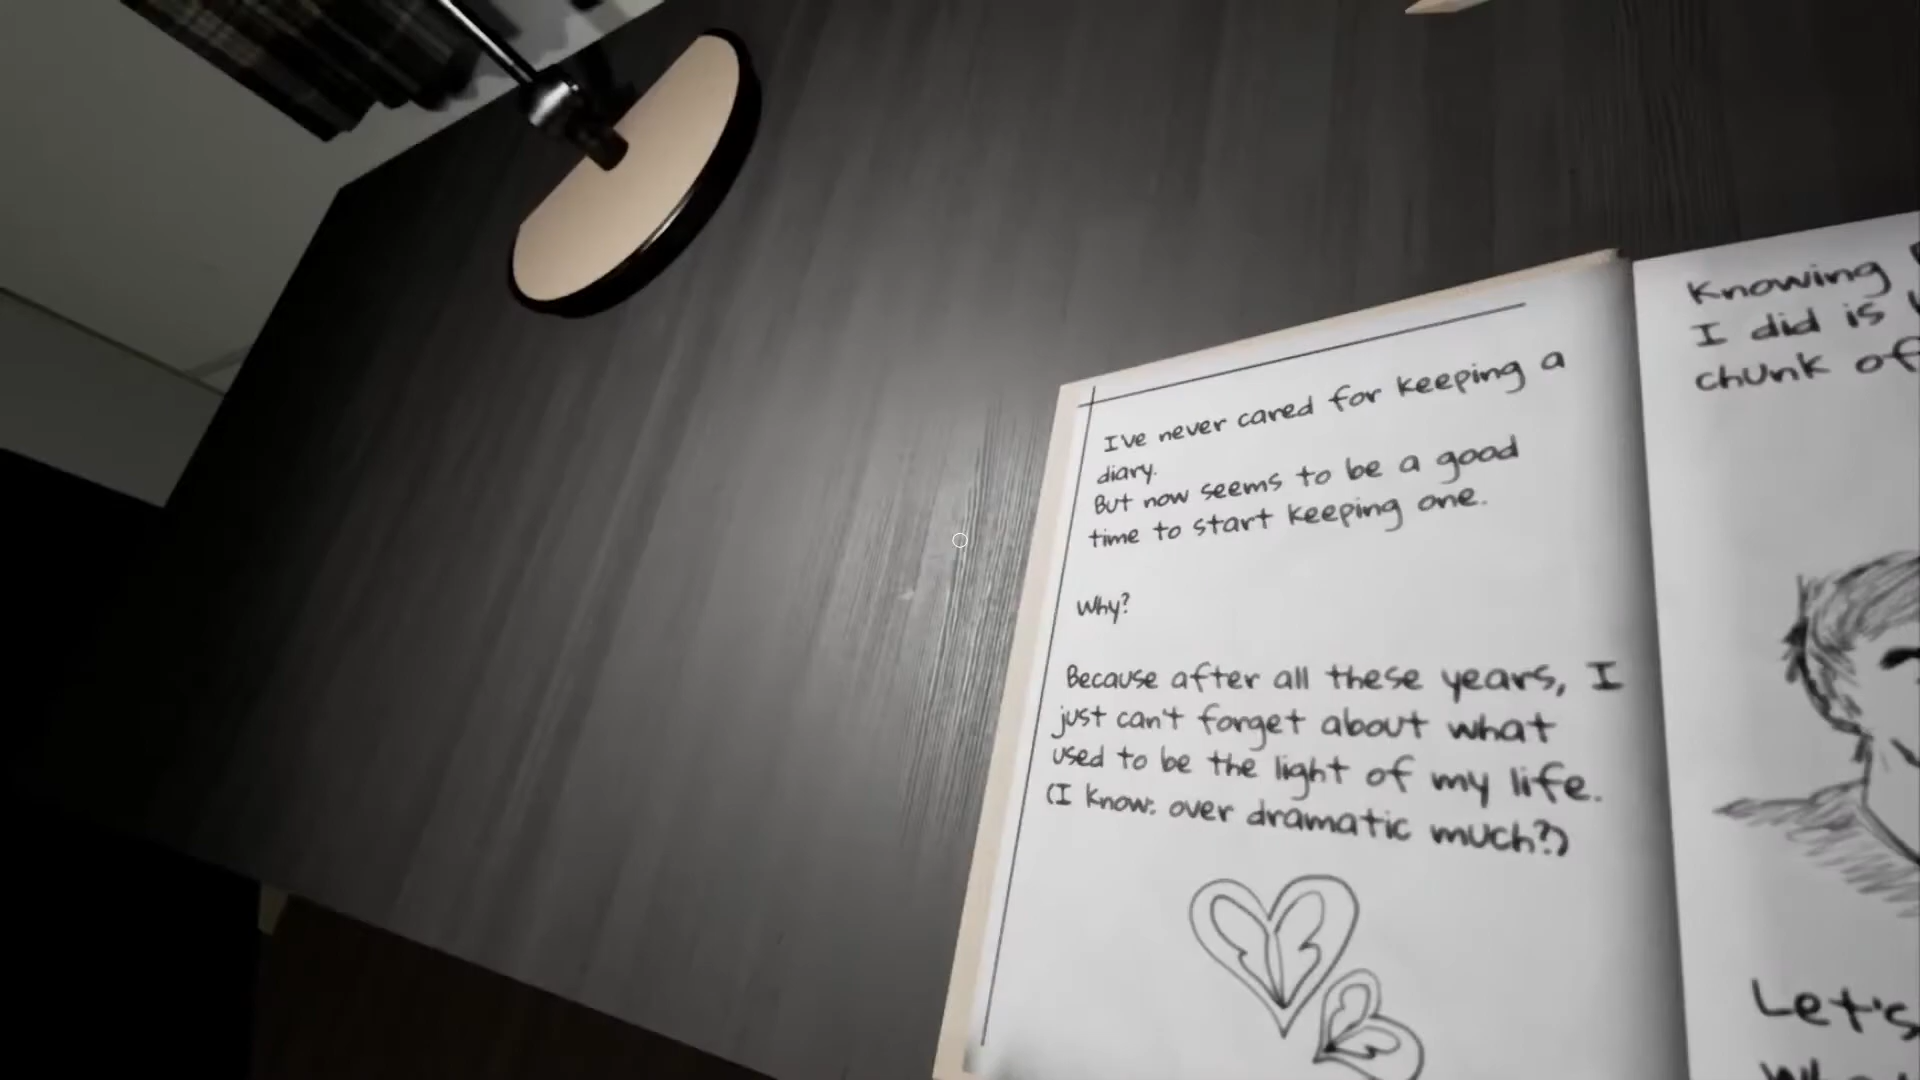 I've never cared for keeping a
diary.
But now seems to be a good
time to start keeping one.
Why?
Because after all these years, I
just can't forget about what
used to be the light of my life.
(I know: over dramatic much?)
Knowing
I did is
chunk of
Let's